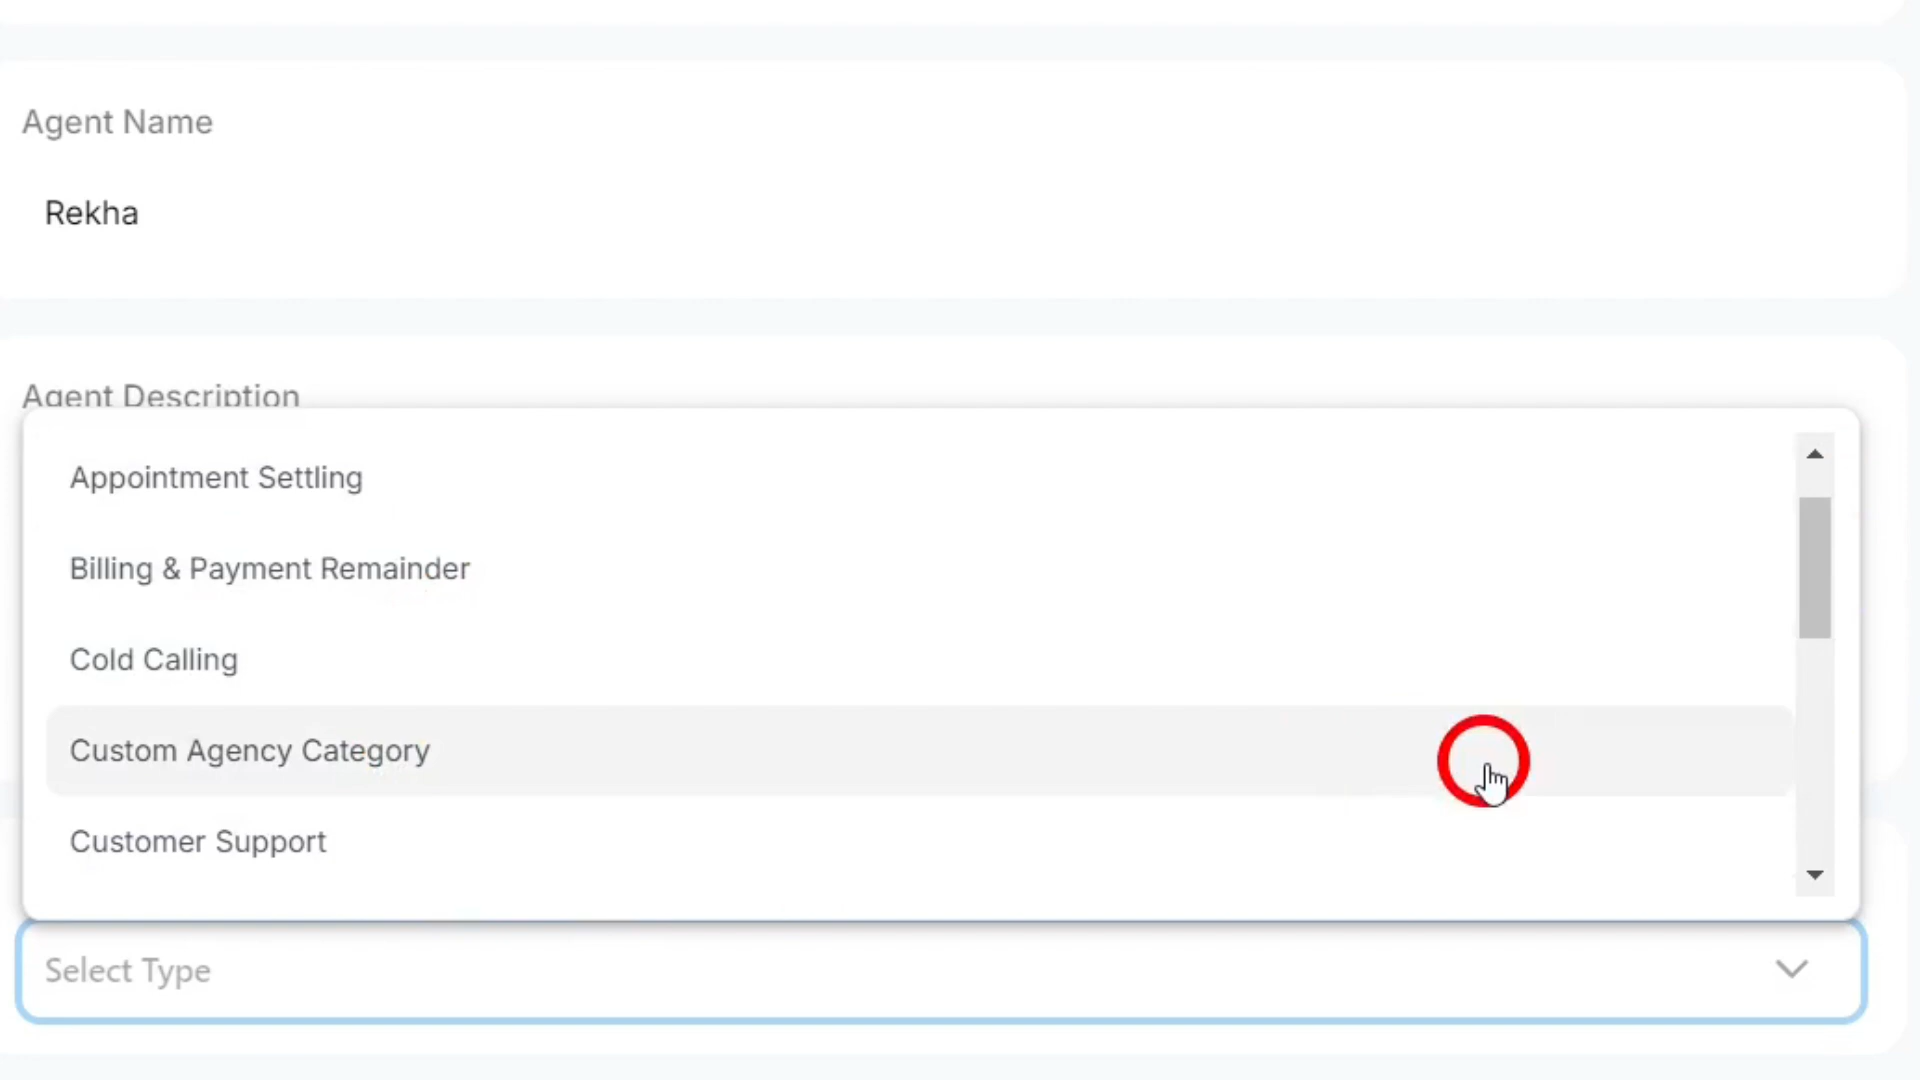 Agent Name
Rekha
Agent Description
Appointment Settling
Billing & Payment Remainder
Cold Calling
Custom Agency Category
Customer Support
Select Type